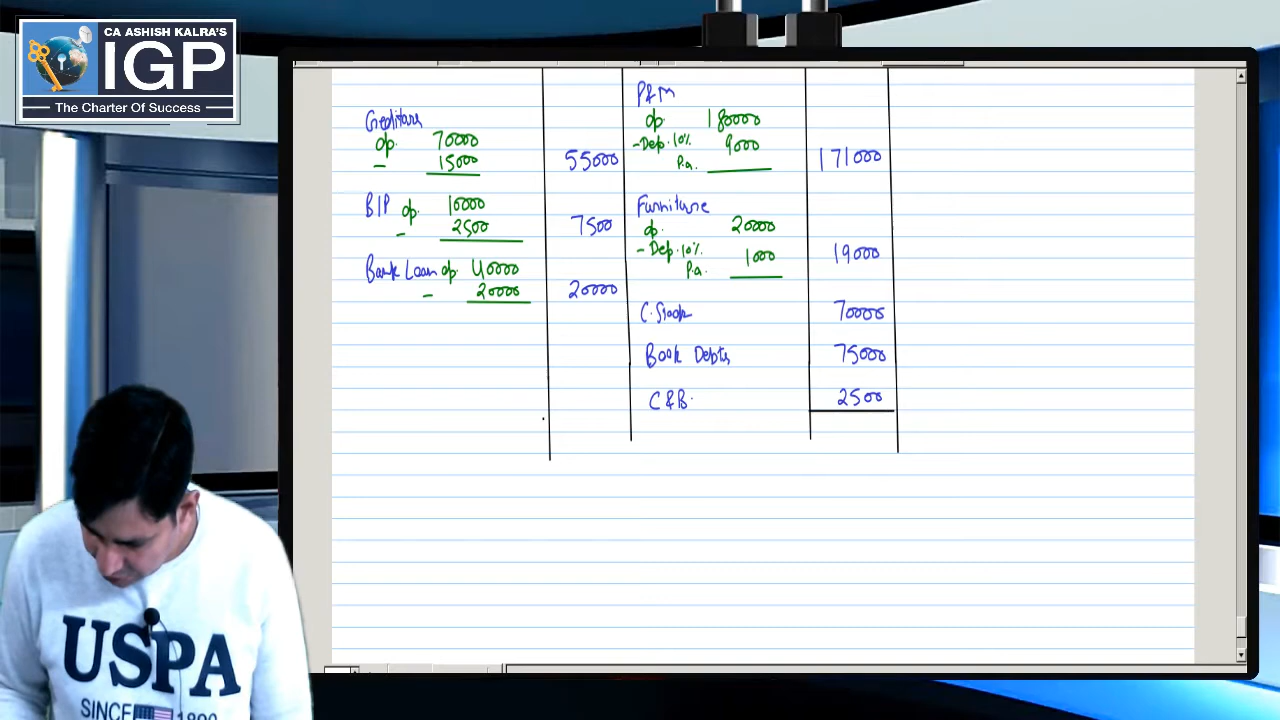 CA ASHISH KALRA'S
IGP
The Charter Of Success
Creditors
op. 70000
- 15000 55000
B/P op. 10000
- 2500 7500
Bank Loan op. 40000
- 20000 20000
P&M
op. 180000
- Dep. 10% 9000
P.a. 171000
Furniture
op. 20000
- Dep. 10% 1000 19000
P.a.
C. Stock 70000
Book Debts 75000
C&B. 2500
USPA
SINCE 1890